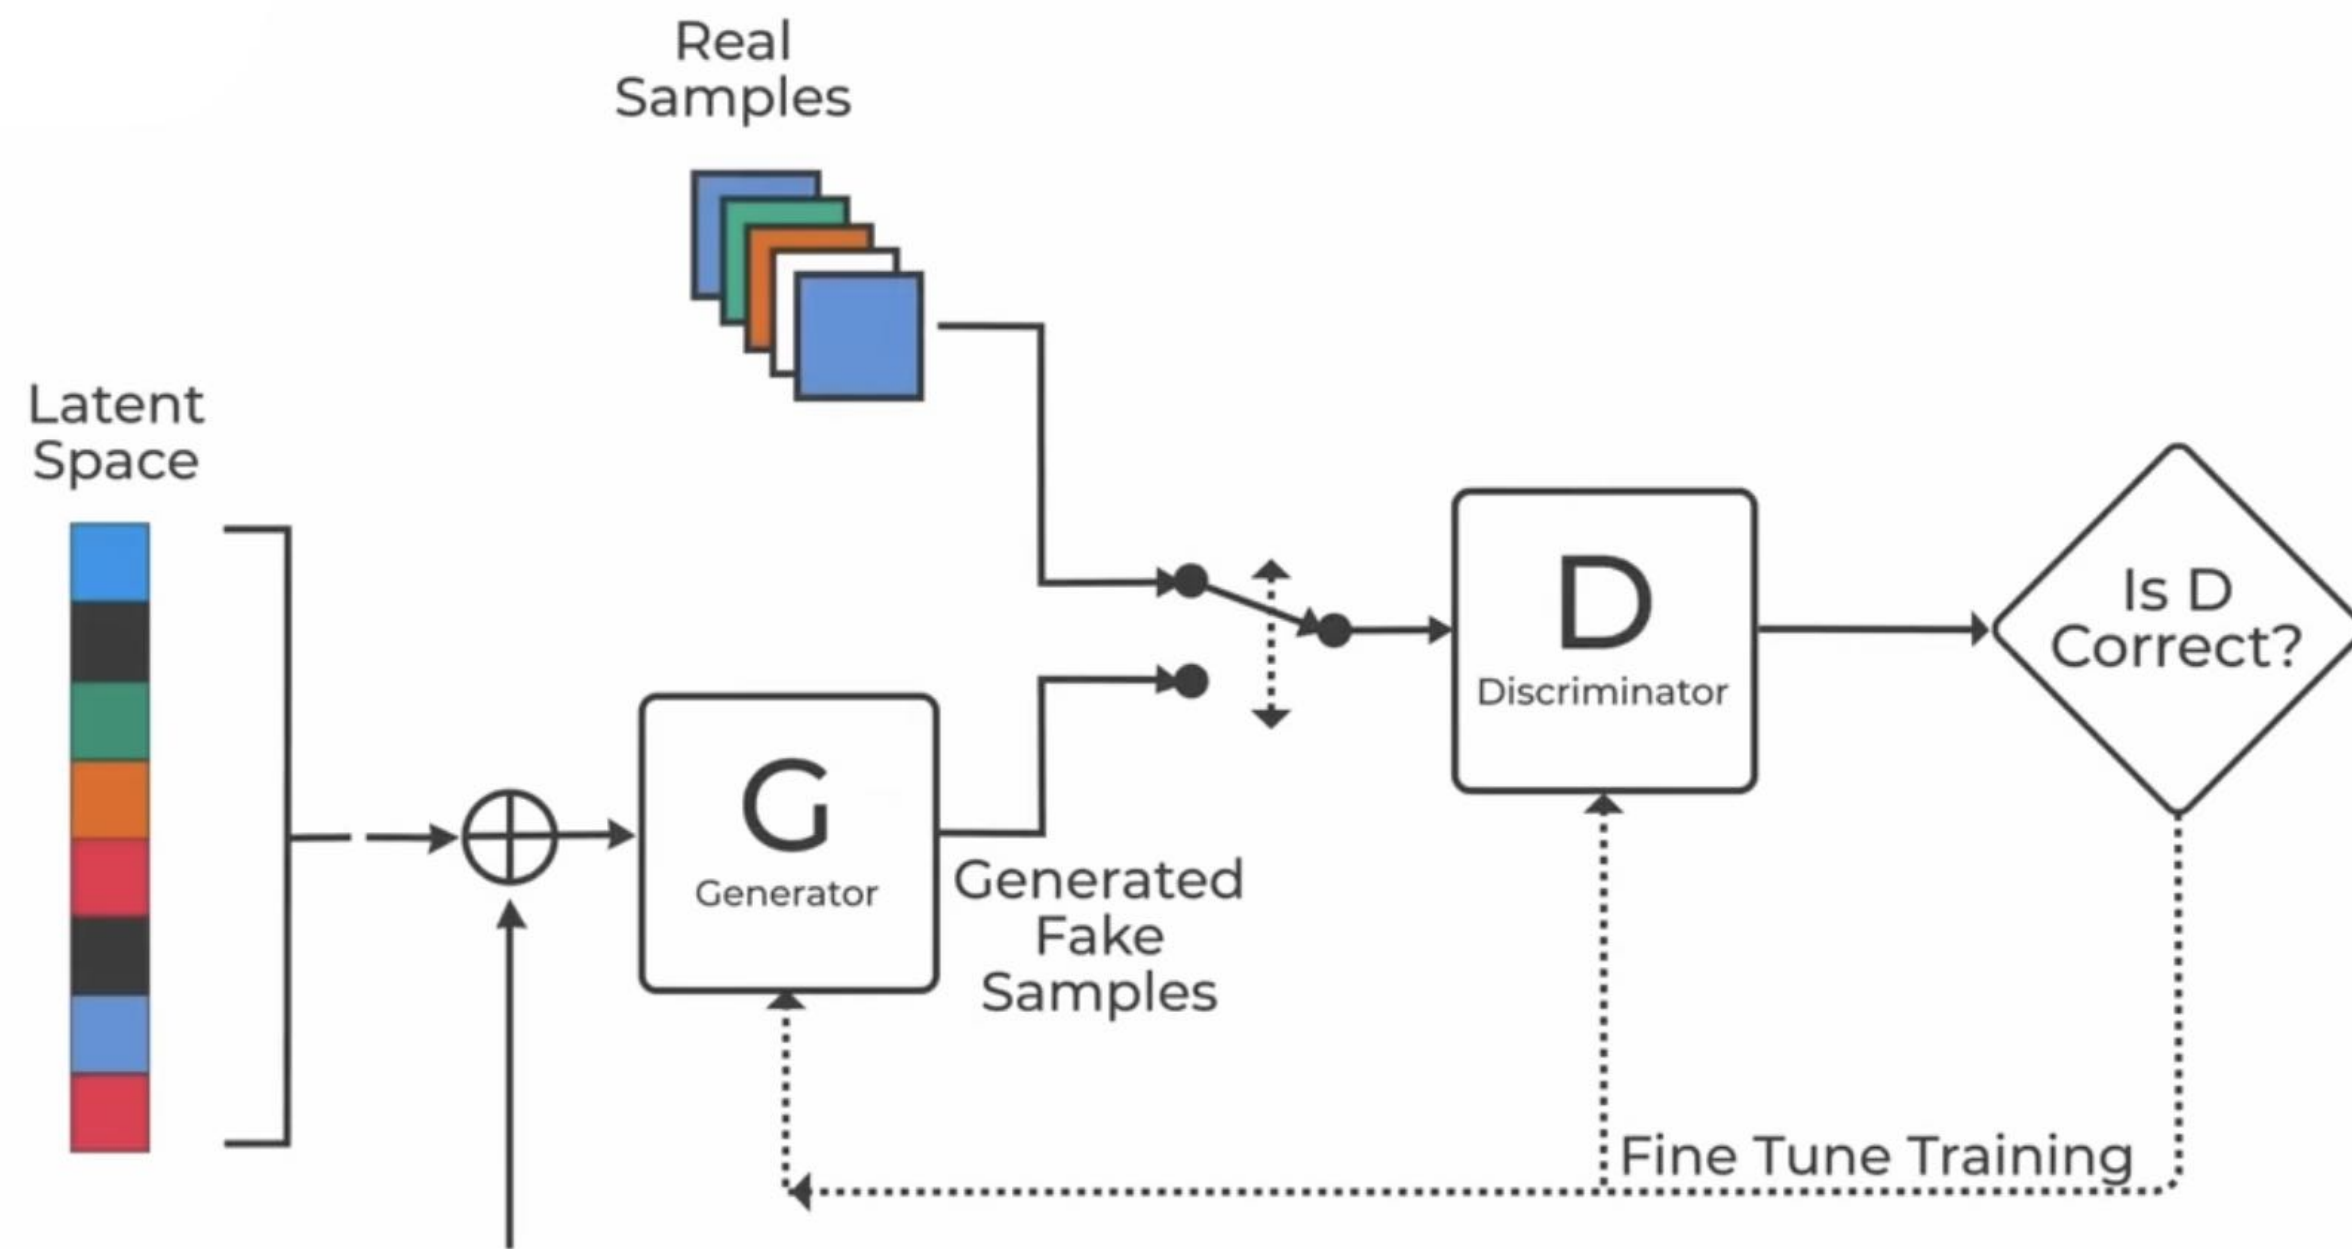 Real
Samples
Latent
Space
G
Generator
Generated
Fake
Samples
D
Discriminator
Is D
Correct?
Fine Tune Training